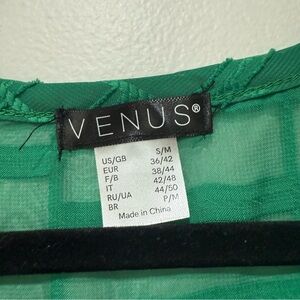 VENUS®
S/M
US/GB 36/42
EUR 38/44
F/B 42/48
IT 44/50
RU/UA P/M
BR
Made in China